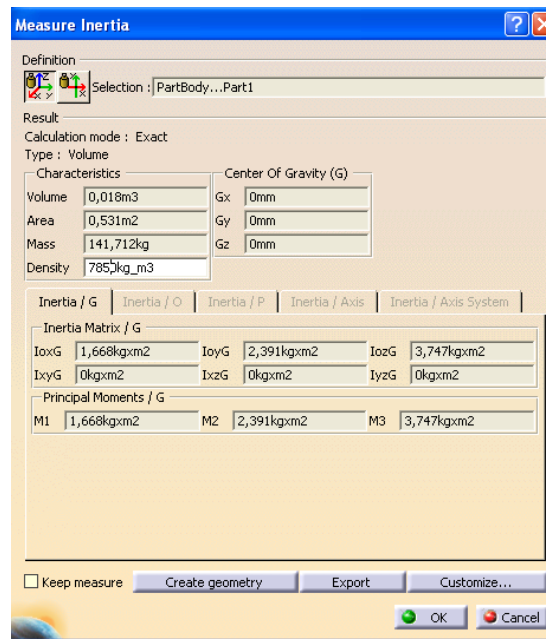 Measure Inertia
Definition
Selection : PartBody...Part1
Result
Calculation mode : Exact
Type : Volume
Characteristics
Center Of Gravity (G)
Volume 0,018m3 Gx 0mm
Area 0,531m2 Gy 0mm
Mass 141,712kg Gz 0mm
Density 7850kg_m3
Inertia / G Inertia / O Inertia / P Inertia / Axis Inertia / Axis System
Inertia Matrix / G
IoxG 1,668kgxm2 IoyG 2,391kgxm2 IozG 3,747kgxm2
IxyG 0kgxm2 IxzG 0kgxm2 IyzG 0kgxm2
Principal Moments / G
M1 1,668kgxm2 M2 2,391kgxm2 M3 3,747kgxm2
Keep measure Create geometry Export Customize...
OK Cancel